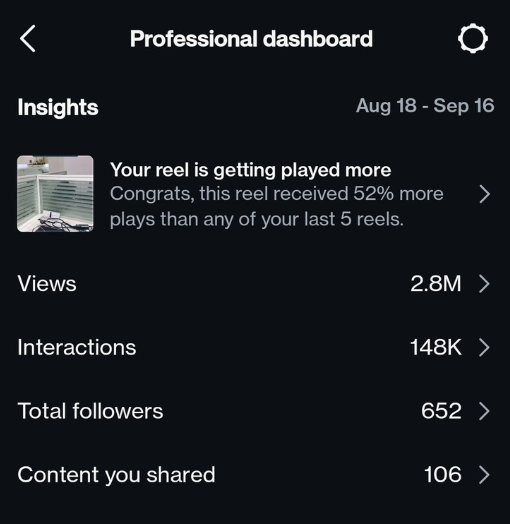 Professional dashboard
Insights
Aug 18 - Sep 16
Your reel is getting played more
Congrats, this reel received 52% more
plays than any of your last 5 reels.
Views
2.8M
Interactions
148K
Total followers
652
Content you shared
106